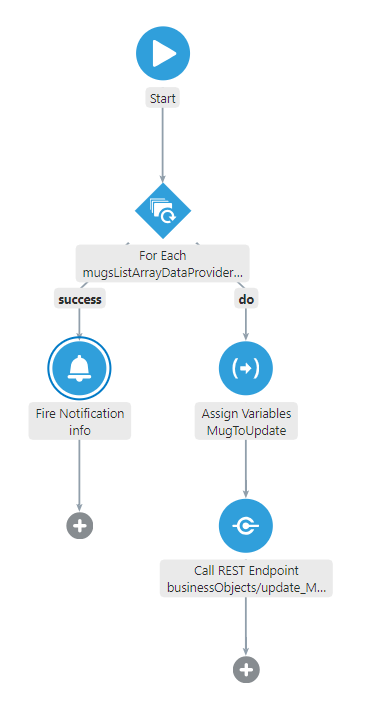 Start
For Each
mugsListArrayDataProvider...
success
do
Fire Notification
info
Assign Variables
MugToUpdate
Call REST Endpoint
businessObjects/update_M...